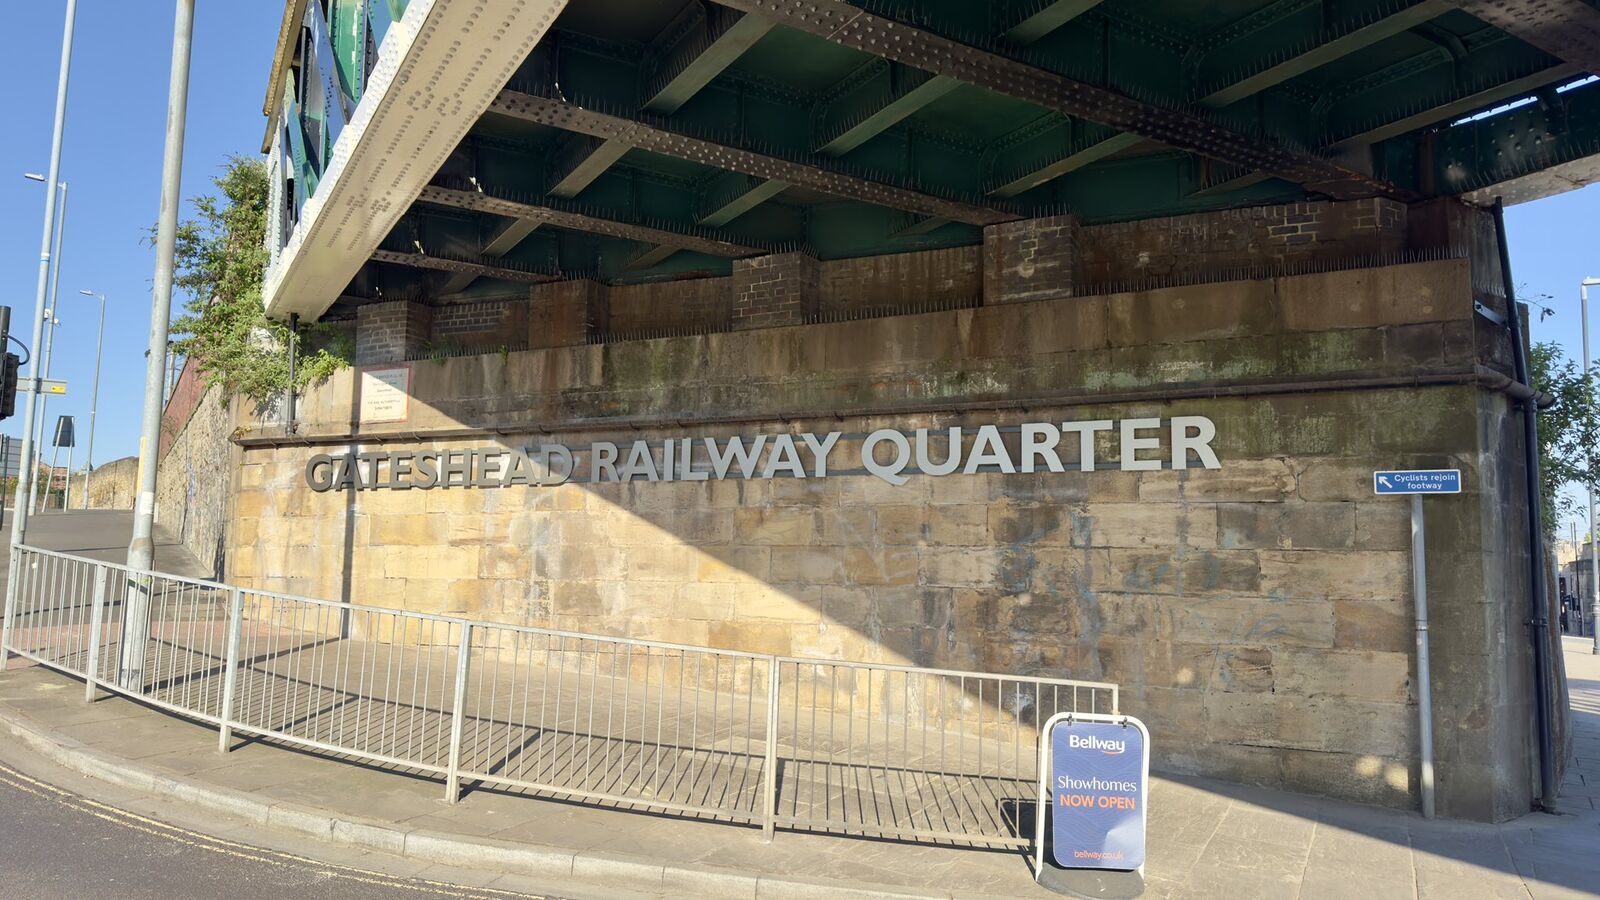 GATESHEAD RAILWAY QUARTER
Cyclists rejoin
footway
Bellway
Showhomes
NOW OPEN
bellway.co.uk